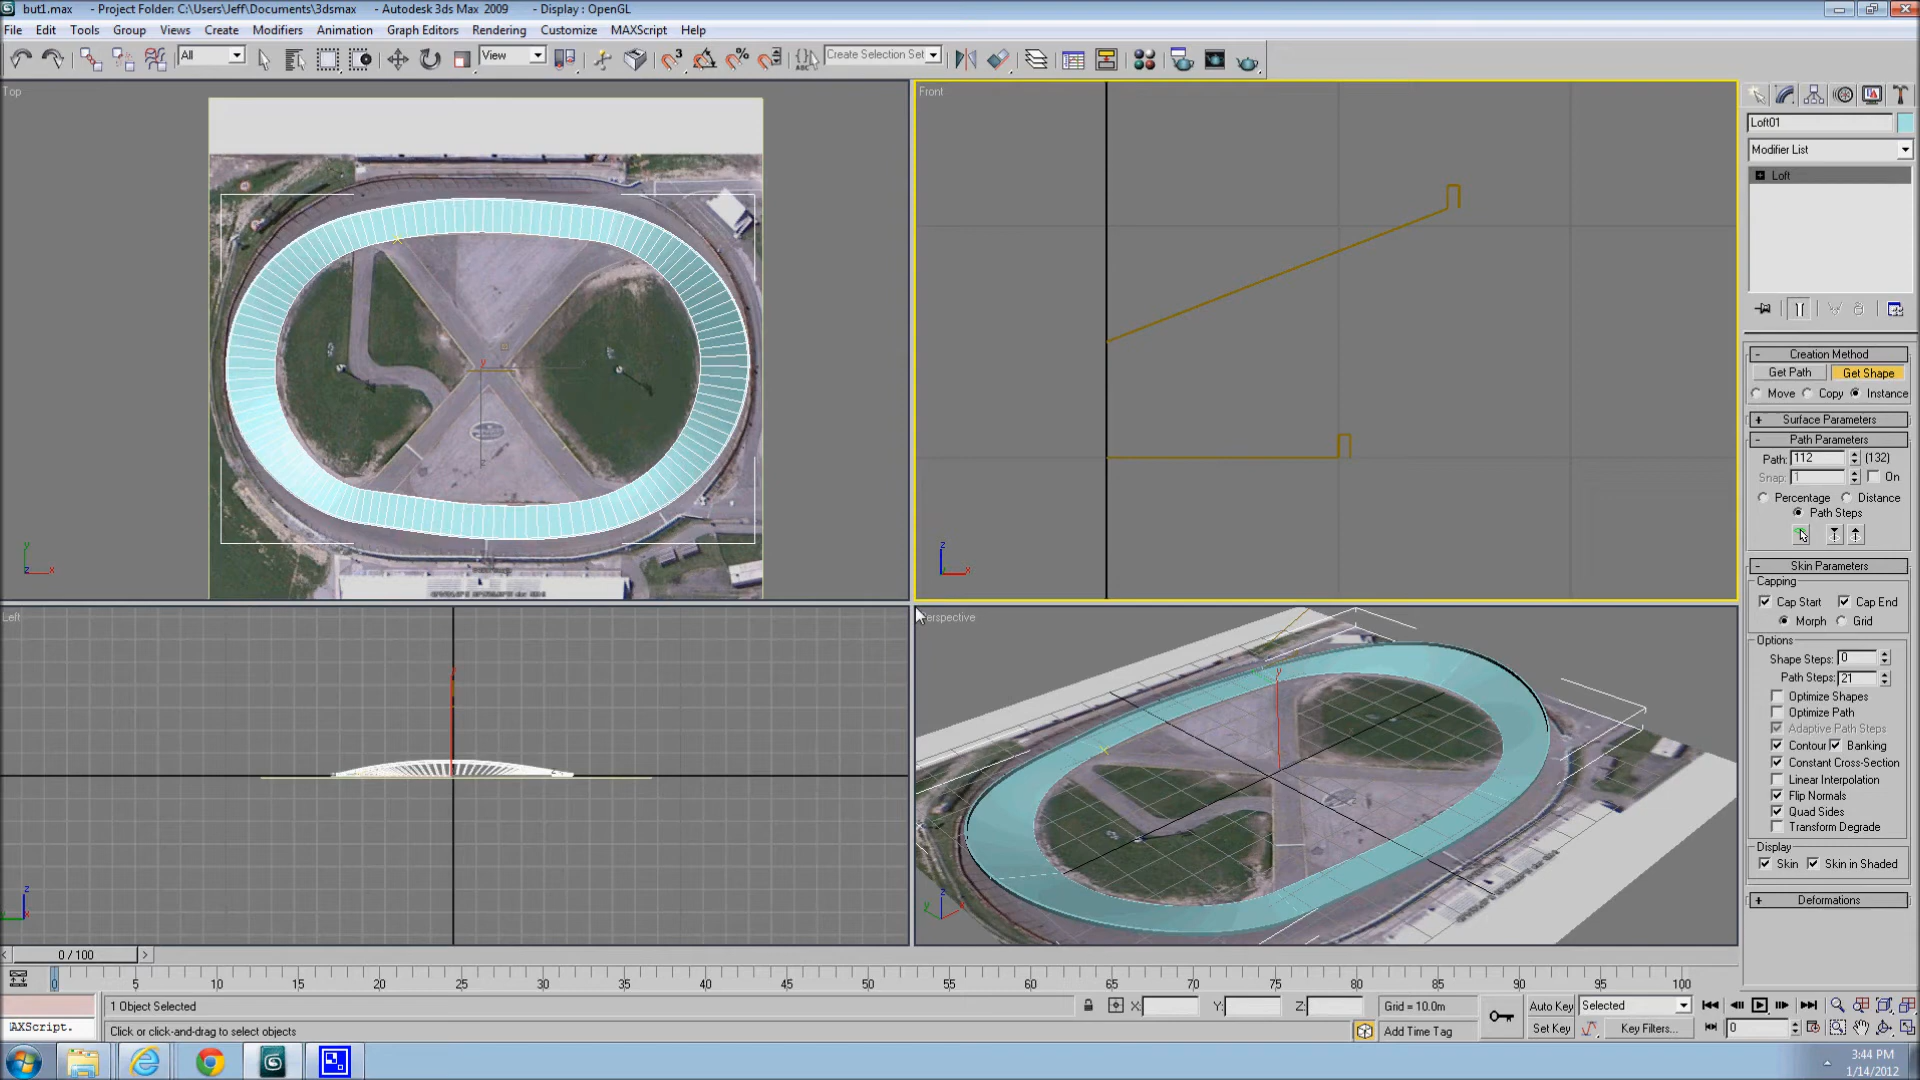 but1.max - Project Folder: C:\Users\Jeff\Documents\3dsmax - Autodesk 3ds Max 2009 - Display : OpenGL
File Edit Tools Group Views Create Modifiers Animation Graph Editors Rendering Customize MAXScript Help
All View Create Selection Set
Top
Front
Loft01
Modifier List
Loft
Creation Method
Get Path Get Shape
Move Copy Instance
Surface Parameters
Path Parameters
Path: 112 (132)
Snap: 1 On
Percentage Distance
Path Steps
Skin Parameters
Capping
Cap Start Cap End
Morph Grid
Options
Shape Steps: 0
Path Steps: 21
Optimize Shapes
Optimize Path
Adaptive Path Steps
Contour Banking
Constant Cross-Section
Linear Interpolation
Flip Normals
Quad Sides
Transform Degrade
Display
Skin Skin in Shaded
Deformations
Left
erspective
0 / 100
0 5 10 15 20 25 30 35 40 45 50 55 60 65 70 75 80 85 90 95 100
1 Object Selected X: Y: Z: Grid = 10.0m Auto Key Selected
AXScript. Click or click-and-drag to select objects Add Time Tag Set Key Key Filters... 0
3:44 PM
1/14/2012